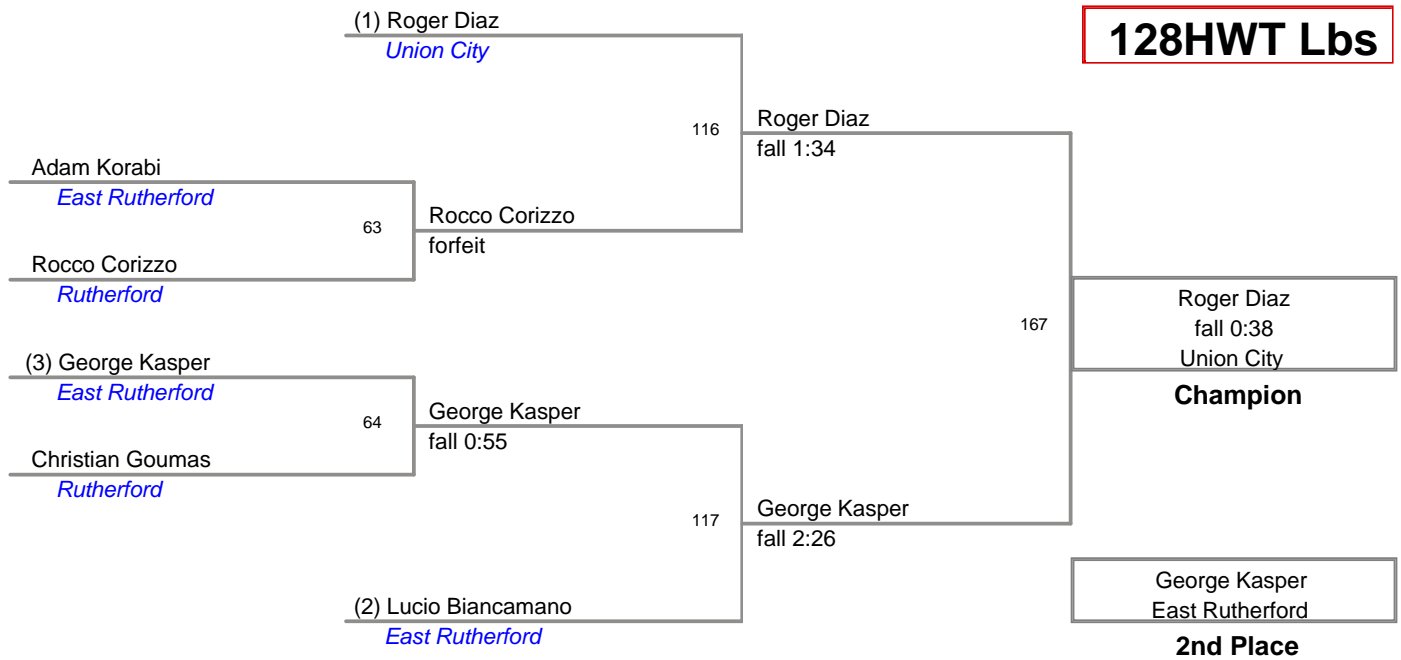 (1) Roger Diaz
Union City
128HWT Lbs
116
Roger Diaz
fall 1:34
Adam Korabi
East Rutherford
63
Rocco Corizzo
forfeit
Rocco Corizzo
Rutherford
167
Roger Diaz
fall 0:38
Union City
Champion
(3) George Kasper
East Rutherford
64
George Kasper
fall 0:55
Christian Goumas
Rutherford
117
George Kasper
fall 2:26
(2) Lucio Biancamano
East Rutherford
George Kasper
East Rutherford
2nd Place